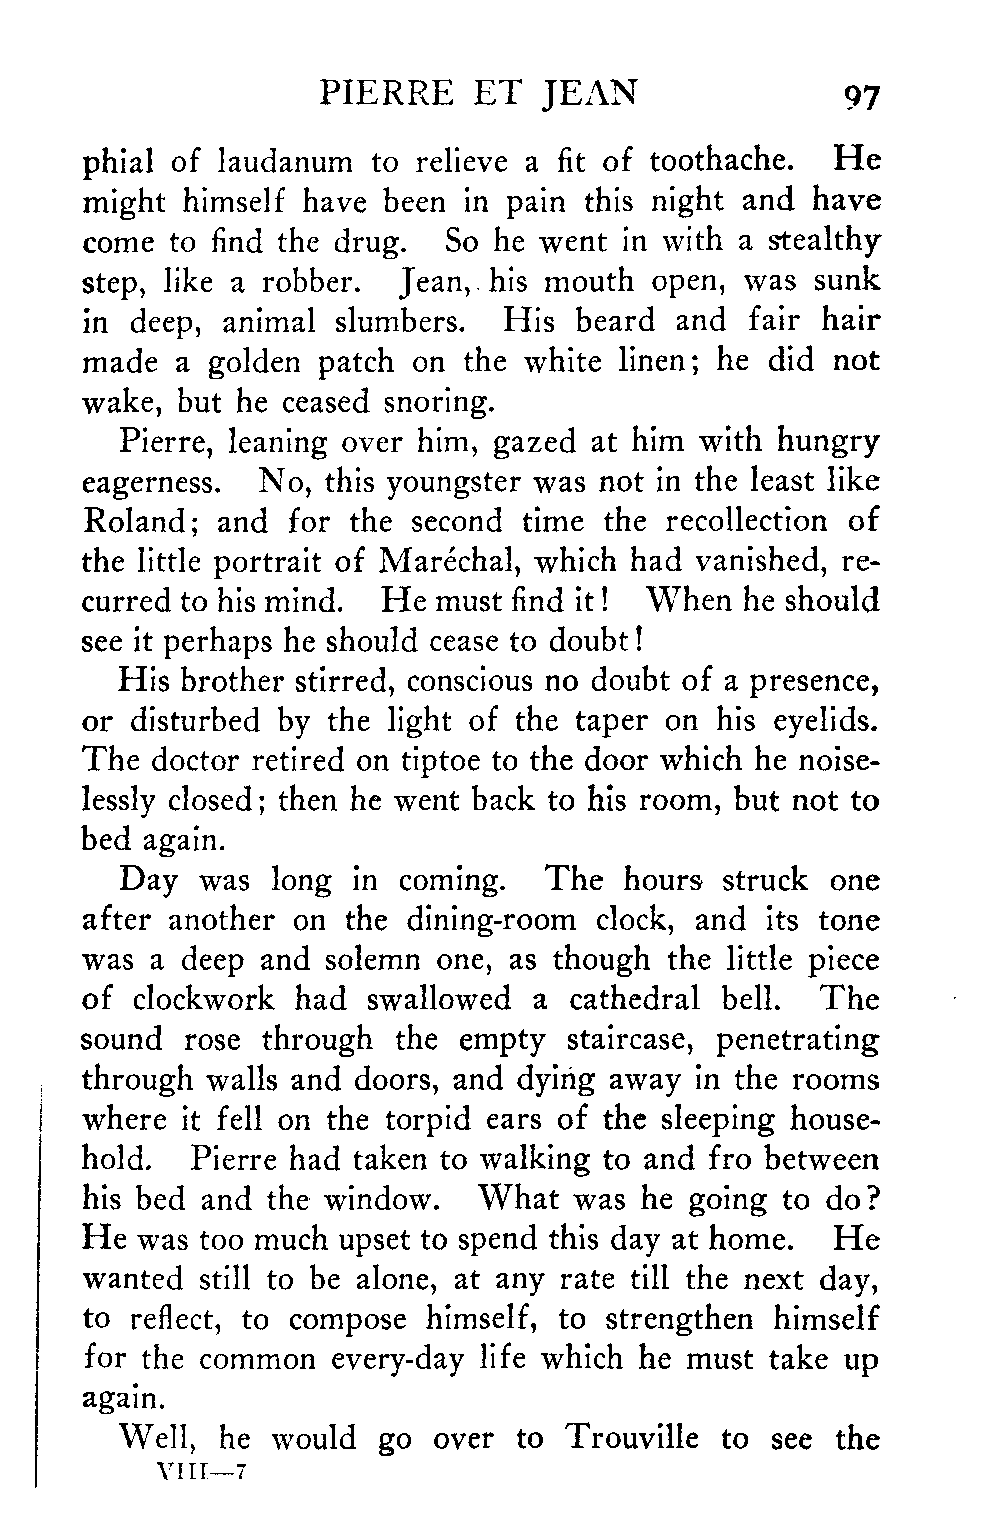 PIERRE ET JEAN 97
phial of laudanum to relieve a fit of toothache. He
might himself have been in pain this night and have
come to find the drug. So he went in with a stealthy
step, like a robber. Jean, his mouth open, was sunk
in deep, animal slumbers. His beard and fair hair
made a golden patch on the white linen; he did not
wake, but he ceased snoring.
Pierre, leaning over him, gazed at him with hungry
eagerness. No, this youngster was not in the least like
Roland; and for the second time the recollection of
the little portrait of Maréchal, which had vanished, re-
curred to his mind. He must find it! When he should
see it perhaps he should cease to doubt!
His brother stirred, conscious no doubt of a presence,
or disturbed by the light of the taper on his eyelids.
The doctor retired on tiptoe to the door which he noise-
lessly closed; then he went back to his room, but not to
bed again.
Day was long in coming. The hours struck one
after another on the dining-room clock, and its tone
was a deep and solemn one, as though the little piece
of clockwork had swallowed a cathedral bell. The
sound rose through the empty staircase, penetrating
through walls and doors, and dying away in the rooms
where it fell on the torpid ears of the sleeping house-
hold. Pierre had taken to walking to and fro between
his bed and the window. What was he going to do?
He was too much upset to spend this day at home. He
wanted still to be alone, at any rate till the next day,
to reflect, to compose himself, to strengthen himself
for the common every-day life which he must take up
again.
Well, he would go over to Trouville to see the
VIII—7